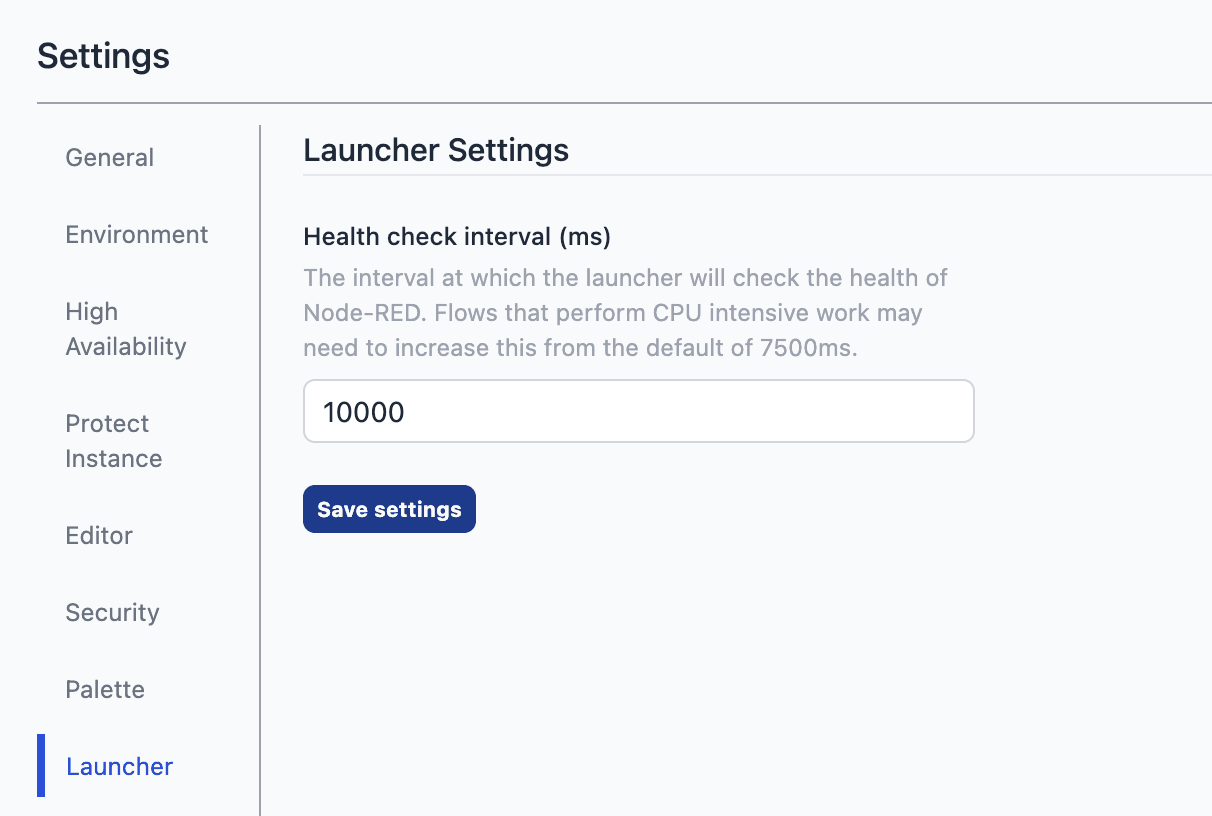 Settings
General
Environment
High
Availability
Protect
Instance
Editor
Security
Palette
Launcher
Launcher Settings
Health check interval (ms)
The interval at which the launcher will check the health of
Node-RED. Flows that perform CPU intensive work may
need to increase this from the default of 7500ms.
10000
Save settings